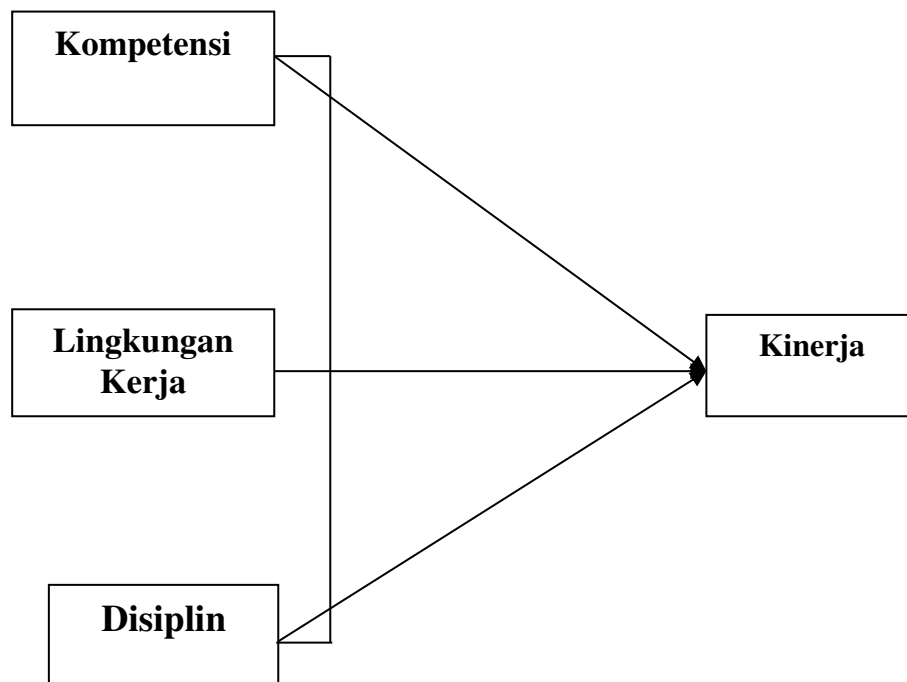 Kompetensi
Lingkungan
Kerja
Kinerja
Disiplin